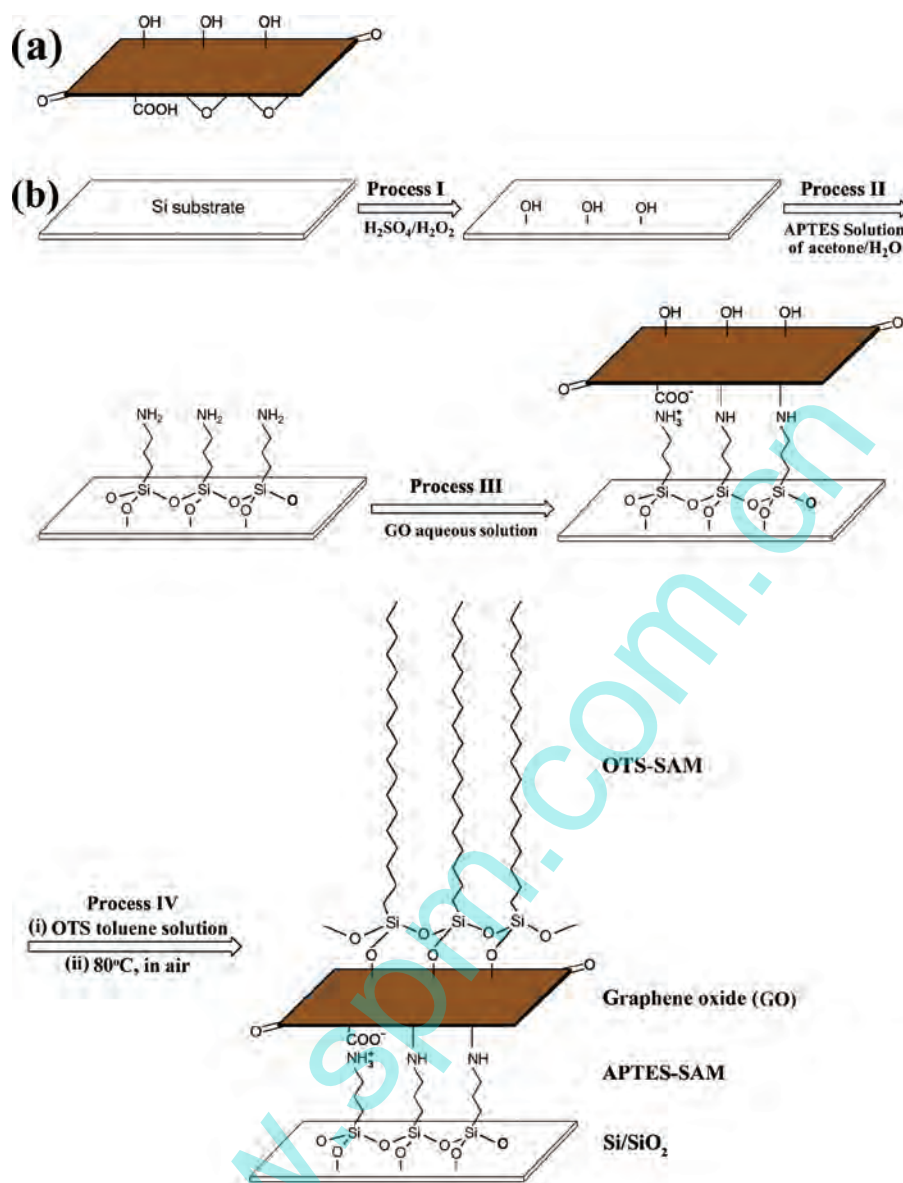 OH OH OH
(a)
O
O
COOH O O
(b)
Si substrate
Process I
H₂SO₄/H₂O₂
OH OH OH
Process II
APTES Solution
of acetone/H₂O
OH OH OH
O
O
COO⁻
NH₃⁺ NH NH
NH₂ NH₂ NH₂
Si Si Si
O O O O
O O O
Process III
GO aqueous solution
Si Si Si
O O O O
O O O
OTS-SAM
Process IV
(i) OTS toluene solution
(ii) 80°C, in air
Si Si Si
O O O O
O O O
O
O
Graphene oxide (GO)
COO⁻
NH₃⁺ NH NH
APTES-SAM
Si Si Si
O O O O
O O O
Si/SiO₂
w.spm.com.cn